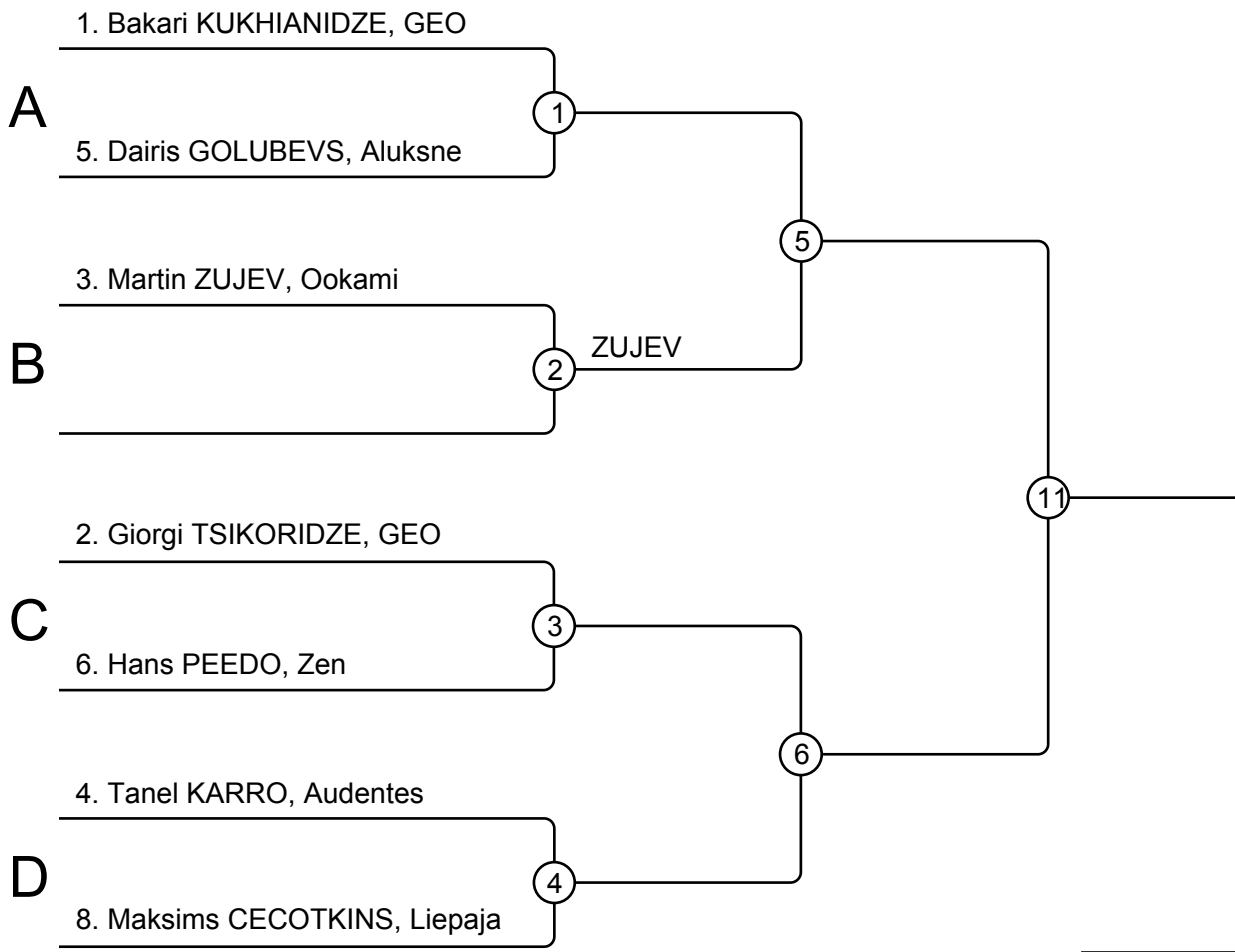 1. Bakari KUKHIANIDZE, GEO
A
1
5. Dairis GOLUBEVS, Aluksne
5
3. Martin ZUJEV, Ookami
B
2
ZUJEV
11
2. Giorgi TSIKORIDZE, GEO
C
3
6. Hans PEEDO, Zen
6
4. Tanel KARRO, Audentes
D
4
8. Maksims CECOTKINS, Liepaja